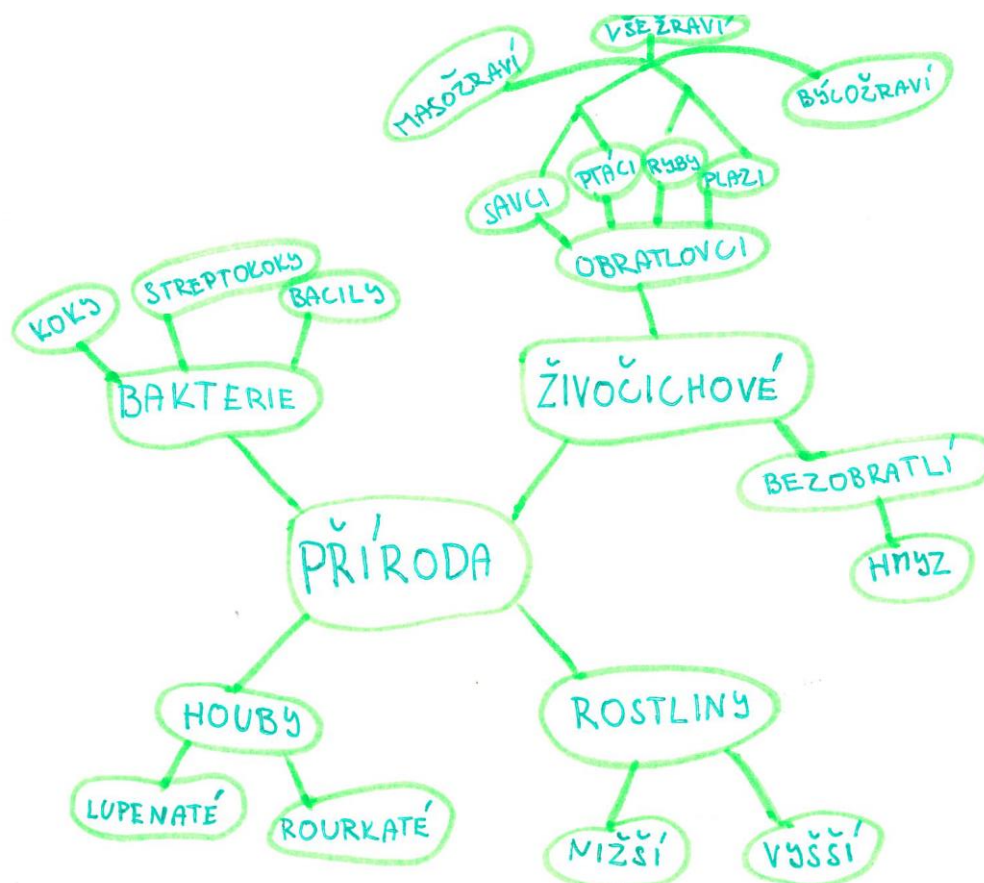 VŠEŽRAVÍ
MASOŽRAVÍ
BÝLOŽRAVÍ
PTÁCI
RYBY
PLAZI
SAVCI
OBRATLOVCI
STREPTOKOKY
BACILY
KOKY
BAKTERIE
ŽIVOČICHOVÉ
BEZOBRATLÍ
HMYZ
PŘÍRODA
HOUBY
ROSTLINY
LUPENATÉ
ROURKATÉ
NIŽŠÍ
VYŠŠÍ